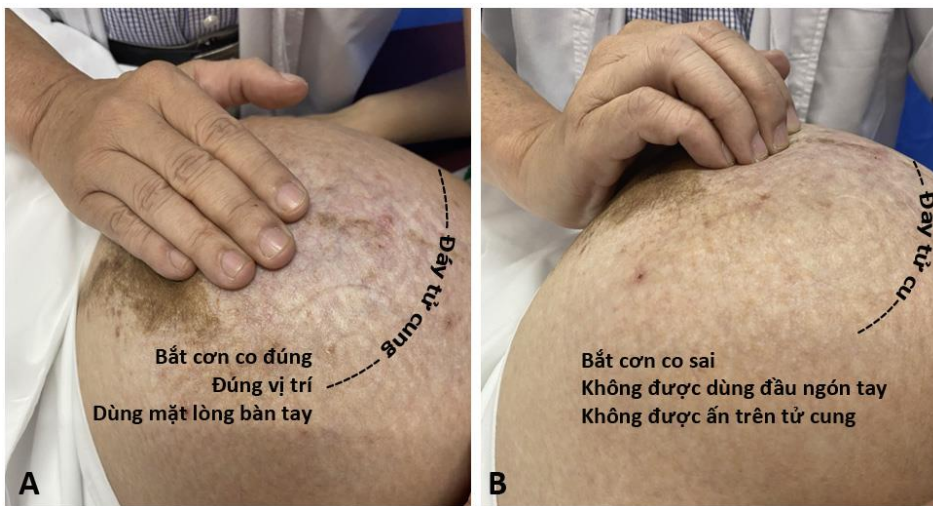 Đáy tử cung
Bắt cơn co đúng
Đúng vị trí
Dùng mặt lòng bàn tay
A
Đáy tử cu
Bắt cơn co sai
Không được dùng đầu ngón tay
Không được ấn trên tử cung
B